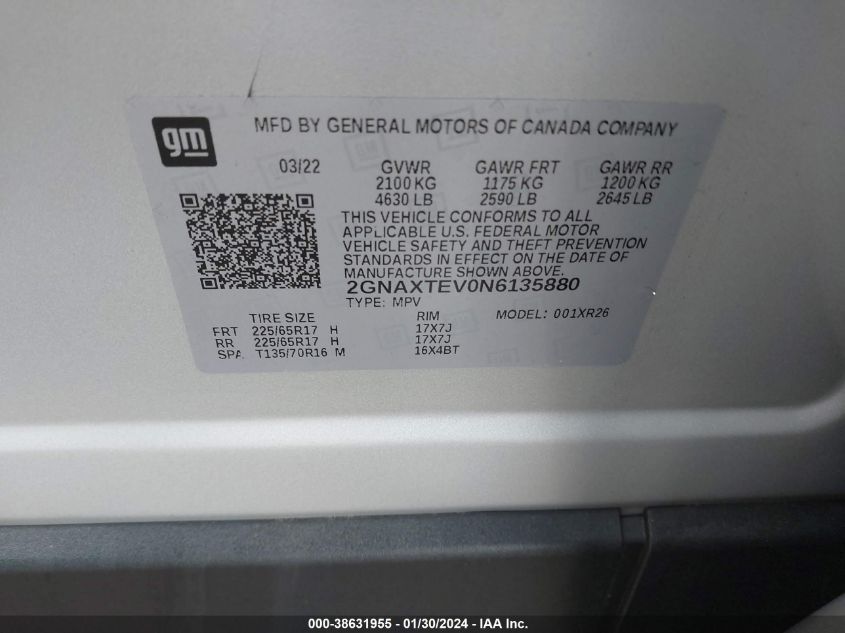 gm
MFD BY GENERAL MOTORS OF CANADA COMPANY
03/22 GVWR GAWR FRT GAWR RR
2100 KG 1175 KG 1200 KG
4630 LB 2590 LB 2645 LB
THIS VEHICLE CONFORMS TO ALL
APPLICABLE U.S. FEDERAL MOTOR
VEHICLE SAFETY AND THEFT PREVENTION
STANDARDS IN EFFECT ON THE DATE OF
MANUFACTURE SHOWN ABOVE.
2GNAXTEV0N6135880
TYPE: MPV
TIRE SIZE RIM MODEL: 001XR26
FRT 225/65R17 H 17X7J
RR 225/65R17 H 17X7J
SPA T135/70R16 M 16X4BT
000-38631955 - 01/30/2024 - IAA Inc.